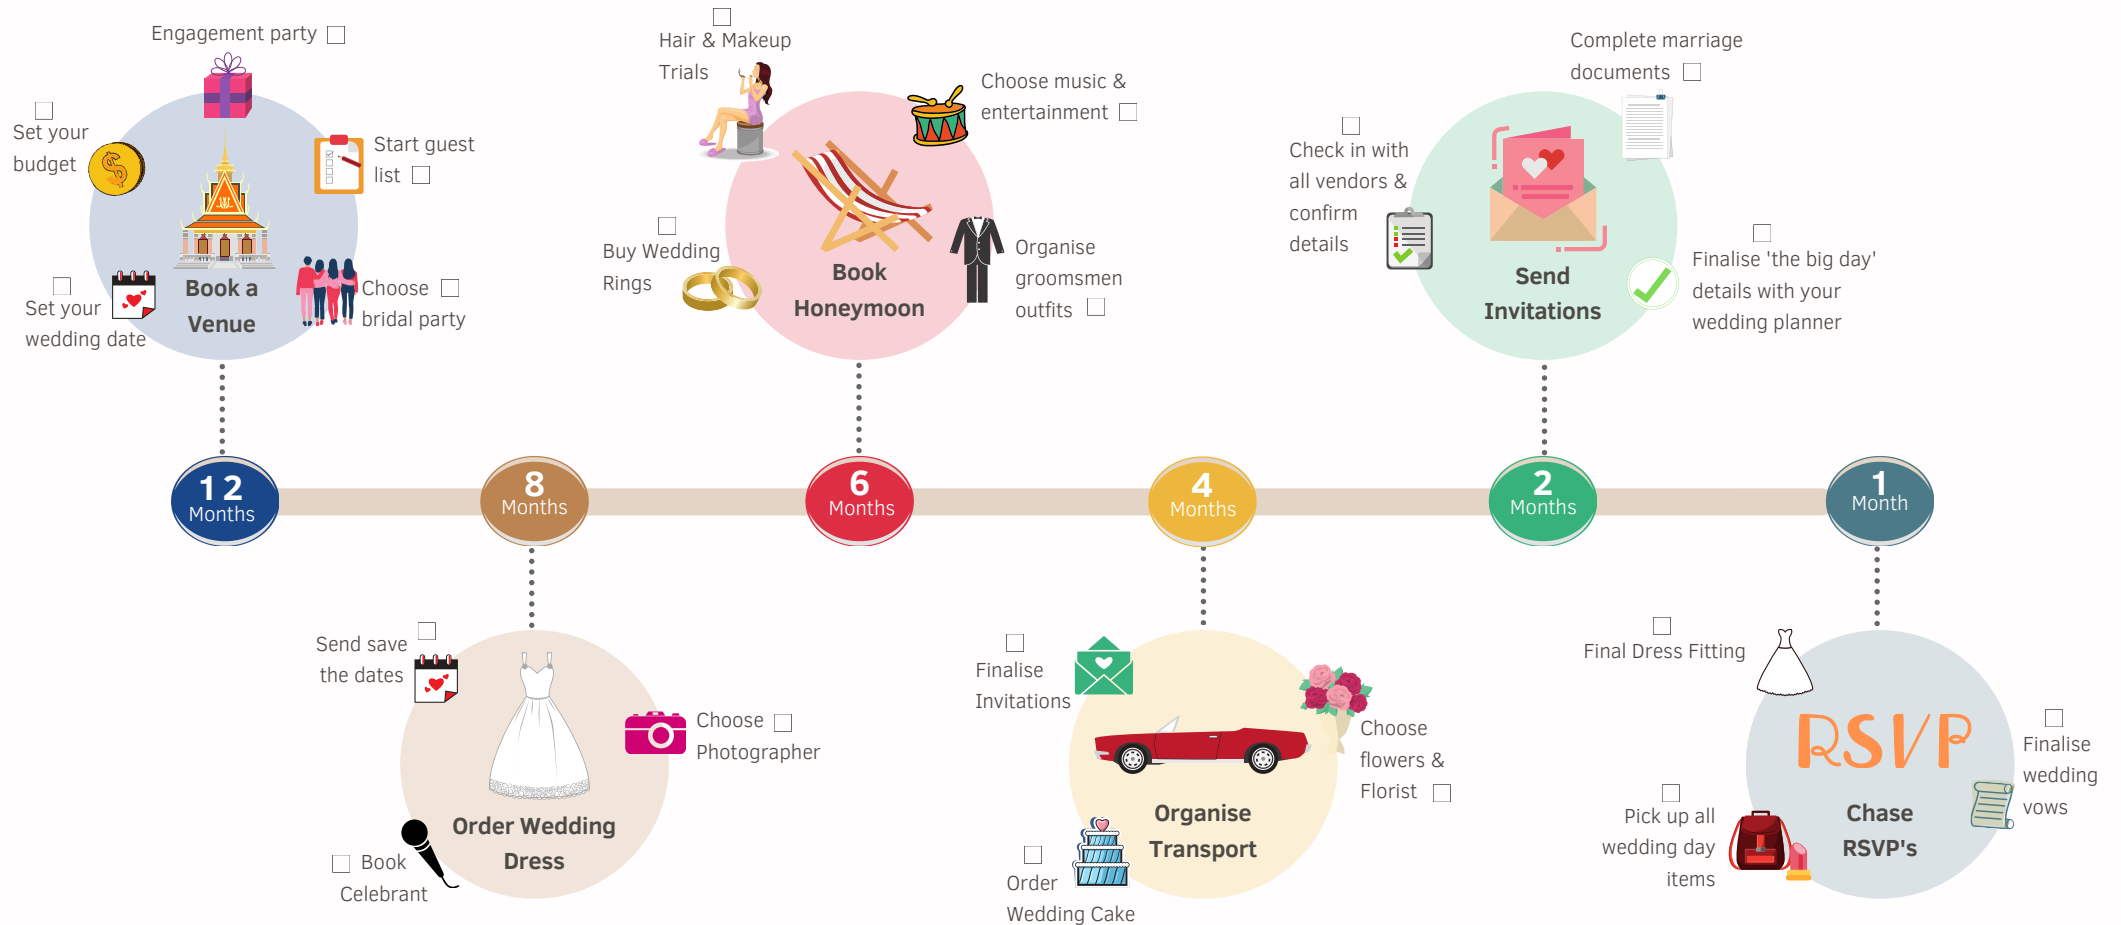 Engagement party
Set your
budget
Start guest
list
Set your
wedding date
Choose
bridal party
Book a
Venue
12
Months
Send save
the dates
Choose
Photographer
Book
Celebrant
Order Wedding
Dress
8
Months
Hair & Makeup
Trials
Choose music &
entertainment
Buy Wedding
Rings
Organise
groomsmen
outfits
Book
Honeymoon
6
Months
Finalise
Invitations
Choose
flowers &
Florist
Order
Wedding Cake
Organise
Transport
4
Months
Complete marriage
documents
Check in with
all vendors &
confirm
details
Finalise 'the big day'
details with your
wedding planner
Send
Invitations
2
Months
Final Dress Fitting
RSVP
Finalise
wedding
vows
Pick up all
wedding day
items
Chase
RSVP's
1
Month